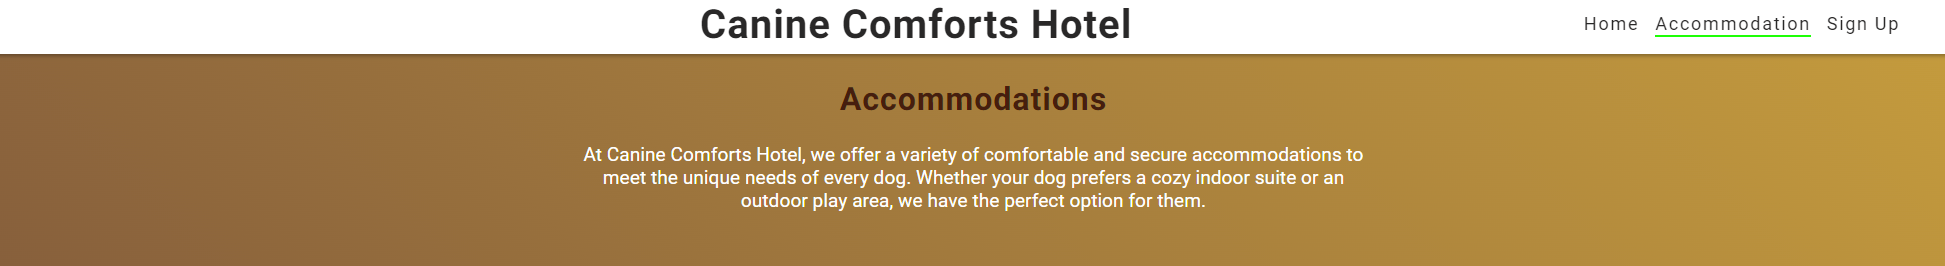 Canine Comforts Hotel
Home Accommodation Sign Up
Accommodations
At Canine Comforts Hotel, we offer a variety of comfortable and secure accommodations to
meet the unique needs of every dog. Whether your dog prefers a cozy indoor suite or an
outdoor play area, we have the perfect option for them.